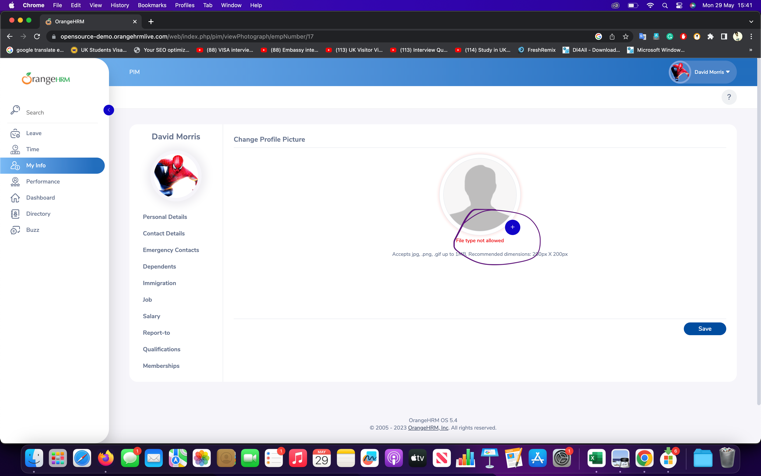 Chrome File Edit View History Bookmarks Profiles Tab Window Help
Mon 29 May 15:41
OrangeHRM
opensource-demo.orangehrmlive.com/web/index.php/pim/viewPhotograph/empNumber/17
google translate e... UK Students Visa... Your SEO optimiz... (88) VISA intervie... (88) Embassy inte... (113) UK Visitor Vi... (113) Interview Qu... (114) Study in UK... FreshRemix Dl4All - Download... Microsoft Window... »
OrangeHRM
PIM
David Morris
?
Search
Leave
Time
My Info
Performance
Dashboard
Directory
Buzz
David Morris
Personal Details
Contact Details
Emergency Contacts
Dependents
Immigration
Job
Salary
Report-to
Qualifications
Memberships
Change Profile Picture
+
File type not allowed
Accepts jpg, .png, .gif up to 1MB. Recommended dimensions: 200px X 200px
Save
OrangeHRM OS 5.4
© 2005 - 2023 OrangeHRM, Inc. All rights reserved.
MAY
29
tv